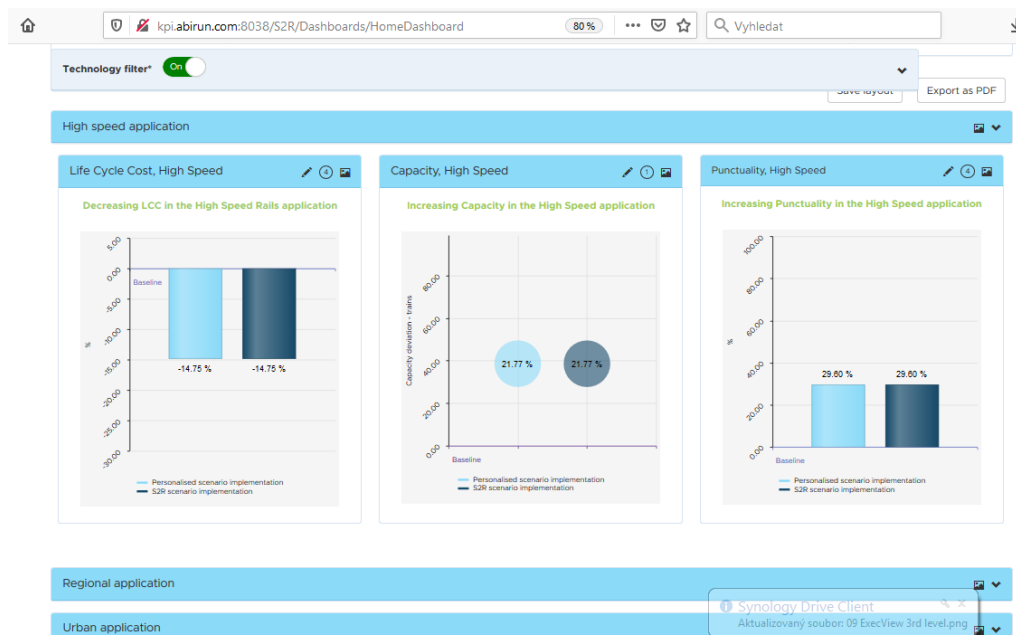 kpi.abirun.com:8038/S2R/Dashboards/HomeDashboard
80 %
Vyhledat
Technology filter*
On
Save layout
Export as PDF
High speed application
Life Cycle Cost, High Speed
4
Decreasing LCC in the High Speed Rails application
5.00
0.00
-5.00
-10.00
-15.00
-20.00
-25.00
-30.00
%
Baseline
-14.75 %
-14.75 %
Personalised scenario implementation
S2R scenario implementation
Capacity, High Speed
1
Increasing Capacity in the High Speed application
80.00
60.00
40.00
20.00
0.00
Capacity deviation - trains
21.77 %
21.77 %
Baseline
Personalised scenario implementation
S2R scenario implementation
Punctuality, High Speed
4
Increasing Punctuality in the High Speed application
100.00
80.00
60.00
40.00
20.00
0.00
%
29.60 %
29.60 %
Baseline
Personalised scenario implementation
S2R scenario implementation
Regional application
Urban application
Synology Drive Client
Aktualizovaný soubor: 09 ExecView 3rd level.png